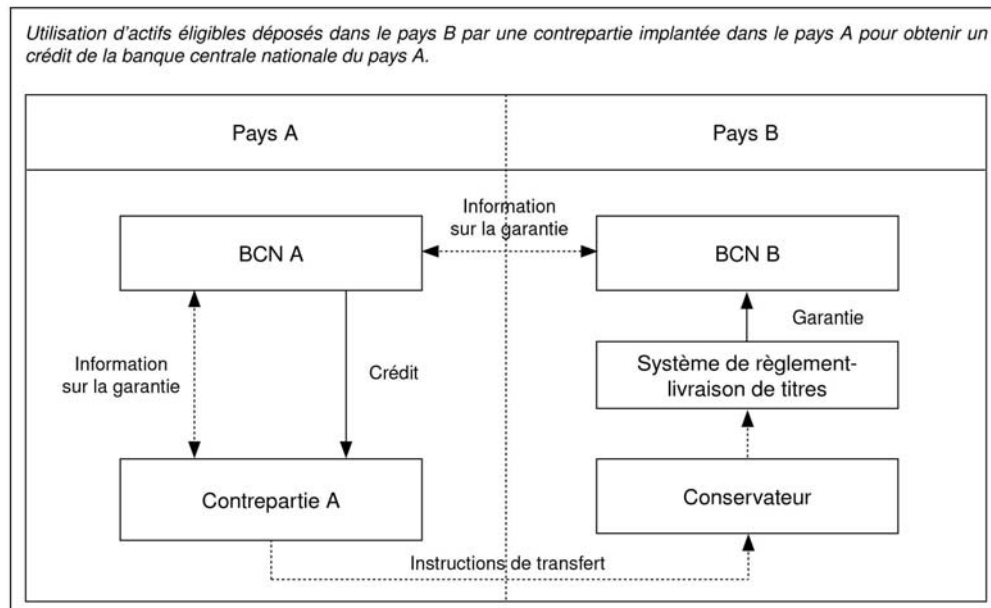 Utilisation d'actifs éligibles déposés dans le pays B par une contrepartie implantée dans le pays A pour obtenir un
crédit de la banque centrale nationale du pays A.
Pays A
Pays B
Information
sur la garantie
BCN A
BCN B
Garantie
Information
sur la garantie
Crédit
Système de règlement-
livraison de titres
Contrepartie A
Conservateur
Instructions de transfert